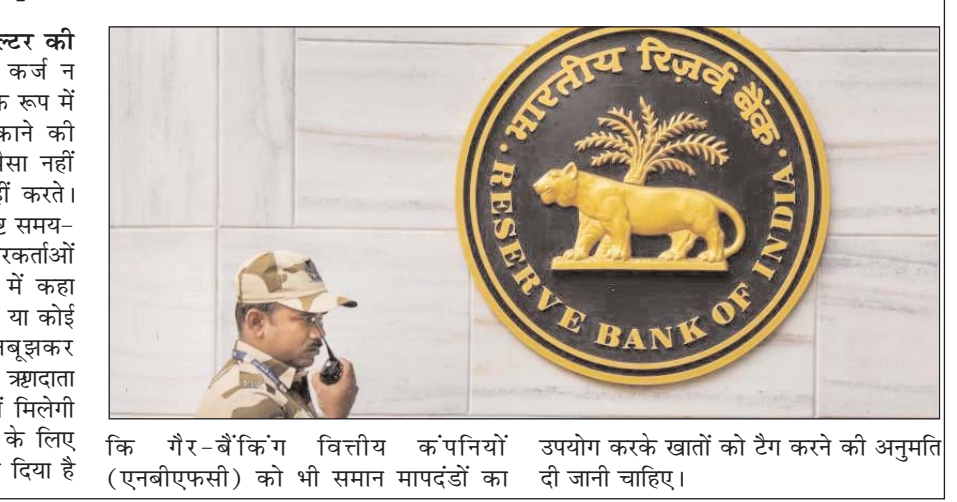 ल्टर की
कर्ज न
रूप में
काने की
सा नहीं
हीं करते।
समय-
रकर्ताओं
में कहा
या कोई
नबूझकर
ऋणदाता
मिलेगी
के लिए
दिया है
भारतीय रिज़र्व बैंक
RESERVE BANK OF INDIA
कि गैर-बैंकिंग वित्तीय कंपनियों
(एनबीएफसी) को भी समान मापदंडों का
उपयोग करके खातों को टैग करने की अनुमति
दी जानी चाहिए।